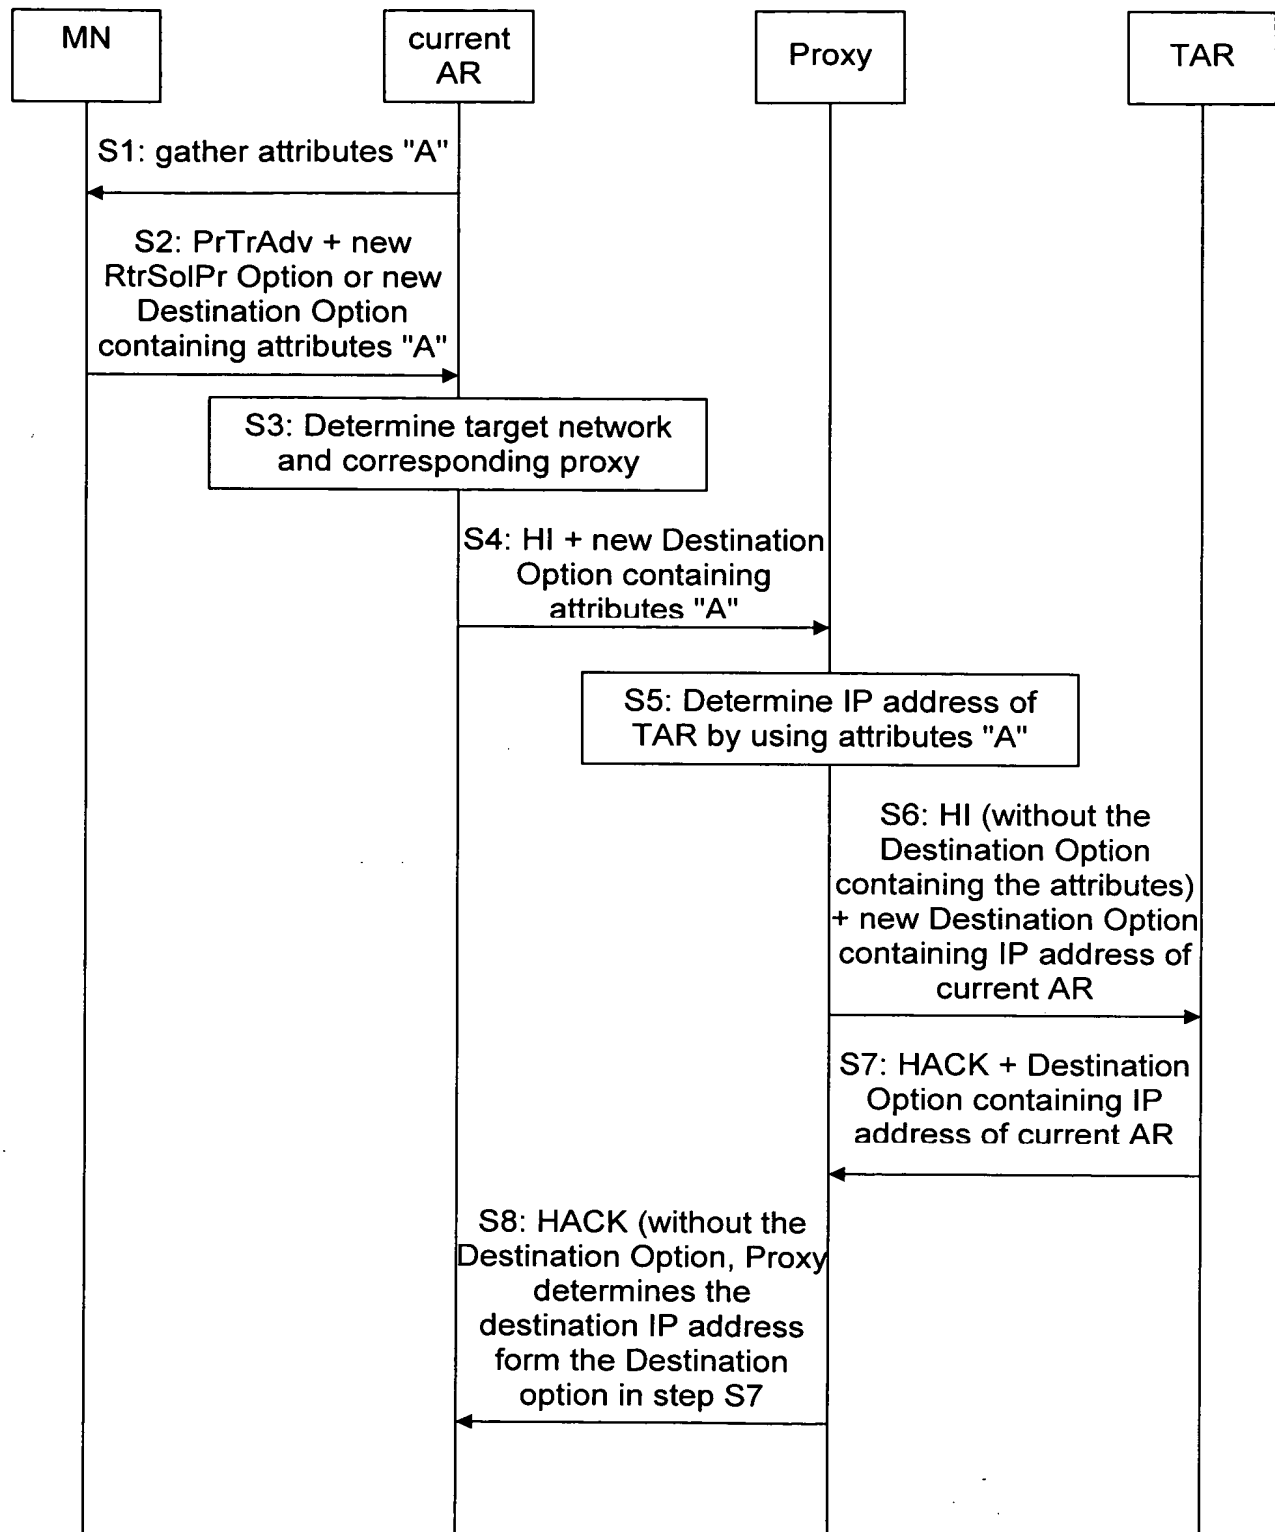 MN
current
AR
Proxy
TAR
S1: gather attributes "A"
S2: PrTrAdv + new
RtrSolPr Option or new
Destination Option
containing attributes "A"
S3: Determine target network
and corresponding proxy
S4: HI + new Destination
Option containing
attributes "A"
S5: Determine IP address of
TAR by using attributes "A"
S6: HI (without the
Destination Option
containing the attributes)
+ new Destination Option
containing IP address of
current AR
S7: HACK + Destination
Option containing IP
address of current AR
S8: HACK (without the
Destination Option, Proxy
determines the
destination IP address
form the Destination
option in step S7